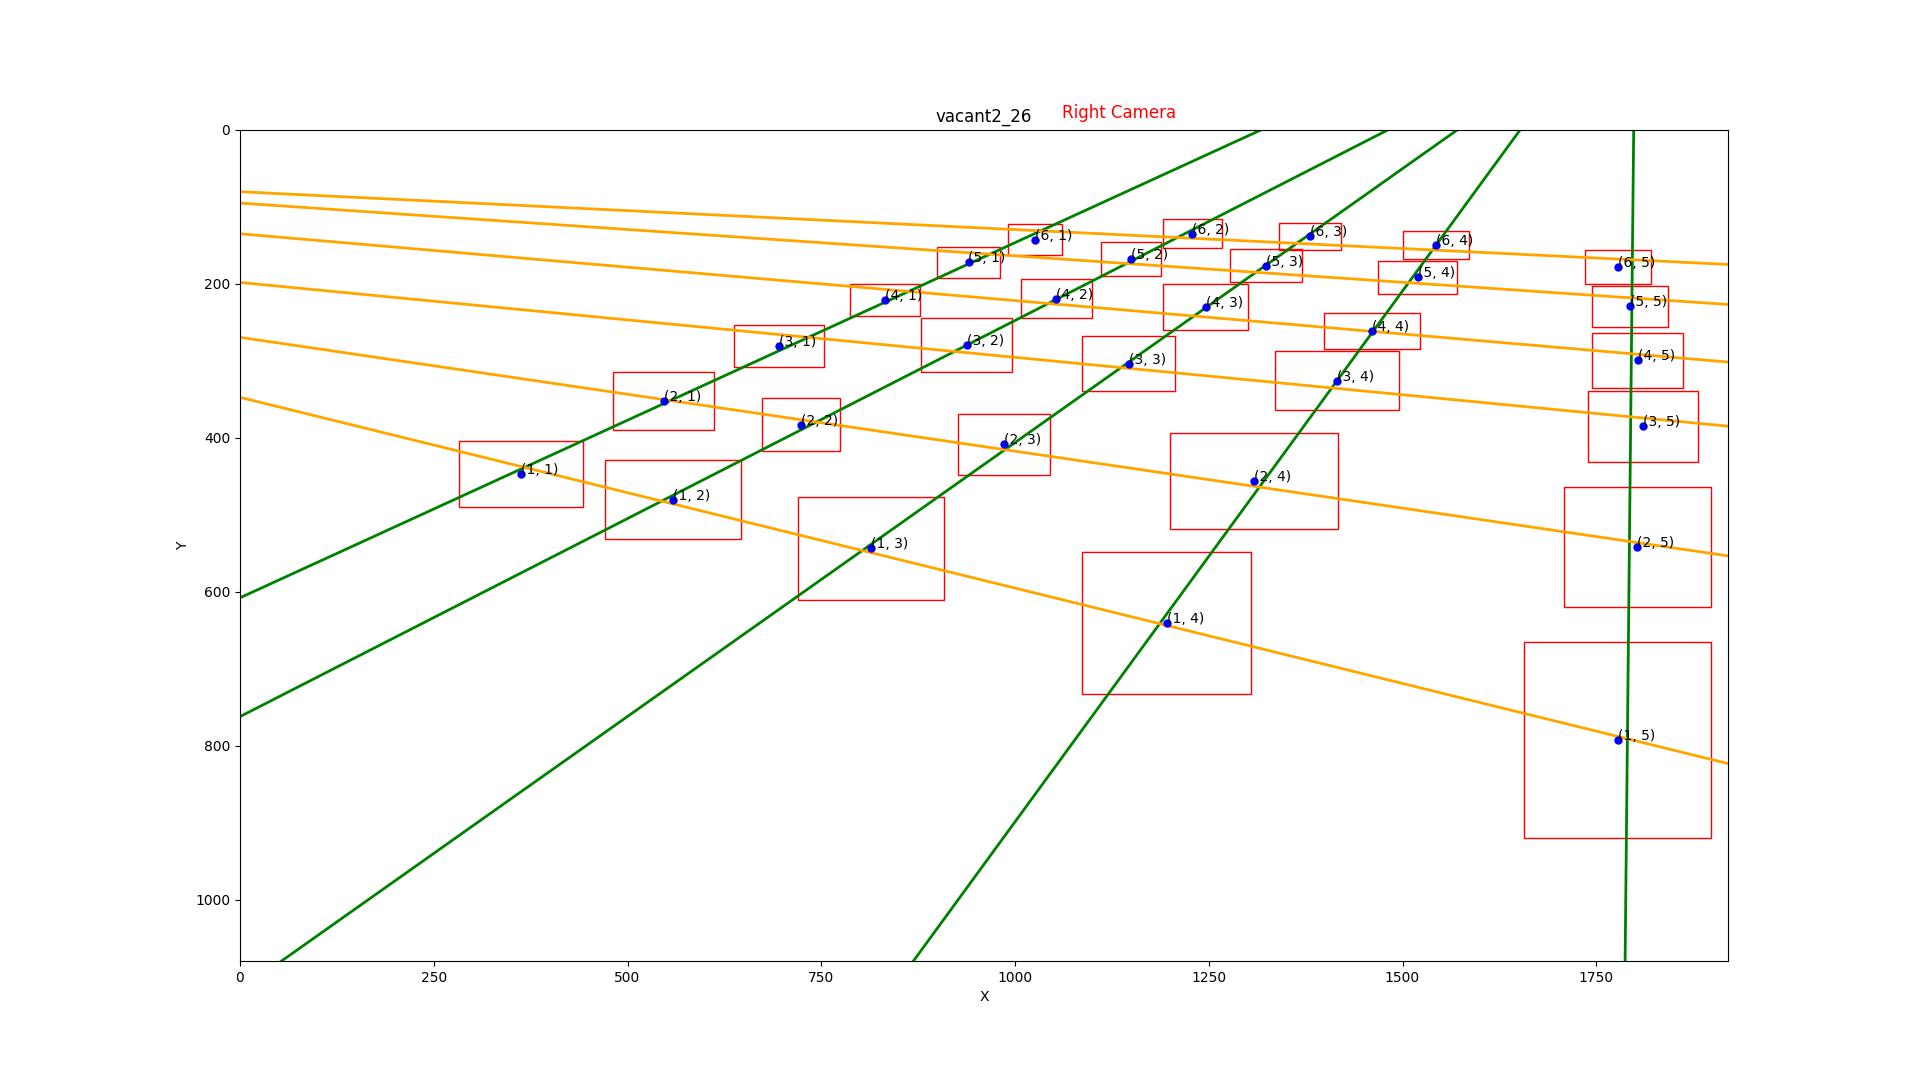 vacant2_26 Right Camera
0
(6, 1) (6, 2) (6, 3) (6, 4) (6, 5)
(5, 1) (5, 2) (5, 3) (5, 4) (5, 5)
200
(4, 1) (4, 2) (4, 3) (4, 4) (4, 5)
(3, 1) (3, 2) (3, 3) (3, 4) (3, 5)
400
(2, 1) (2, 2) (2, 3) (2, 4) (2, 5)
(1, 1) (1, 2) (1, 3) (1, 4) (1, 5)
Y
600
800
1000
0 250 500 750 1000 1250 1500 1750
X